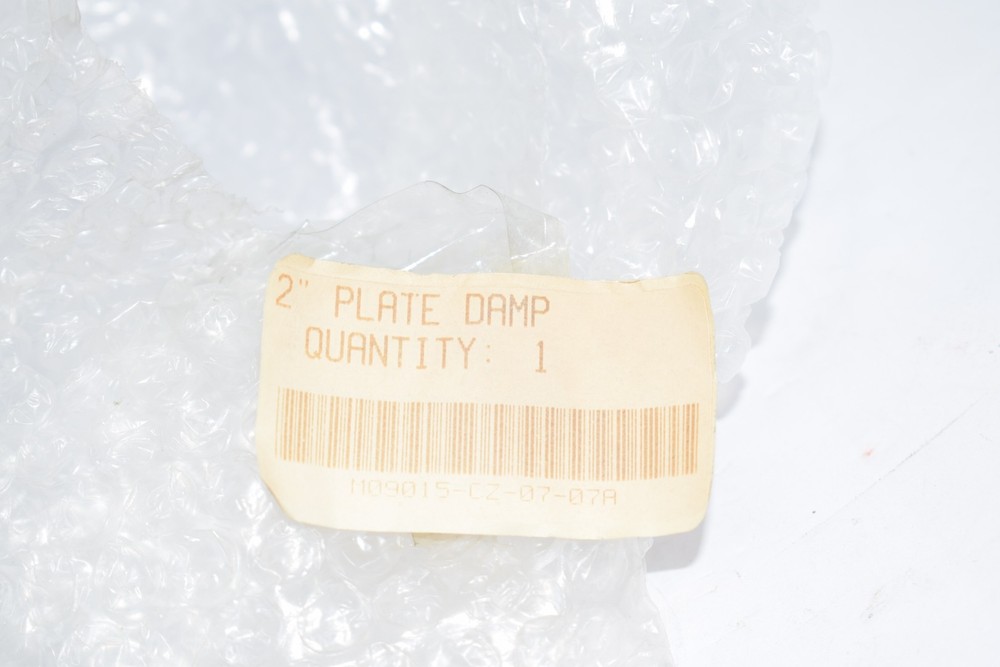 2" PLATE DAMP
QUANTITY: 1
M09015-CZ-07-07A